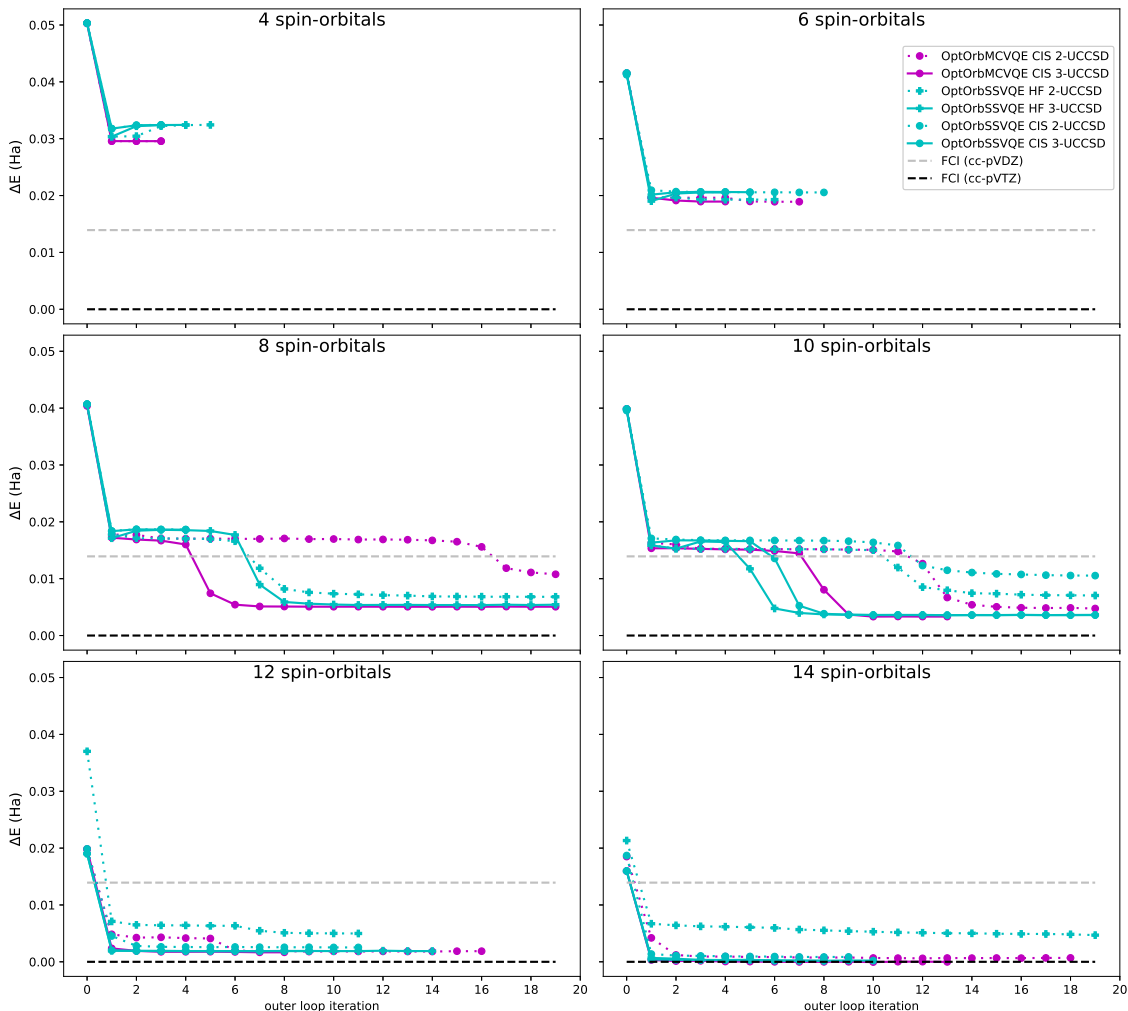 4 spin-orbitals
6 spin-orbitals
0.05
0.04
0.03
0.02
0.01
0.00
ΔE (Ha)
OptOrbMCVQE CIS 2-UCCSD
OptOrbMCVQE CIS 3-UCCSD
OptOrbSSVQE HF 2-UCCSD
OptOrbSSVQE HF 3-UCCSD
OptOrbSSVQE CIS 2-UCCSD
OptOrbSSVQE CIS 3-UCCSD
FCI (cc-pVDZ)
FCI (cc-pVTZ)
8 spin-orbitals
10 spin-orbitals
0.05
0.04
0.03
0.02
0.01
0.00
ΔE (Ha)
12 spin-orbitals
14 spin-orbitals
0.05
0.04
0.03
0.02
0.01
0.00
ΔE (Ha)
0 2 4 6 8 10 12 14 16 18 20
outer loop iteration
0 2 4 6 8 10 12 14 16 18 20
outer loop iteration